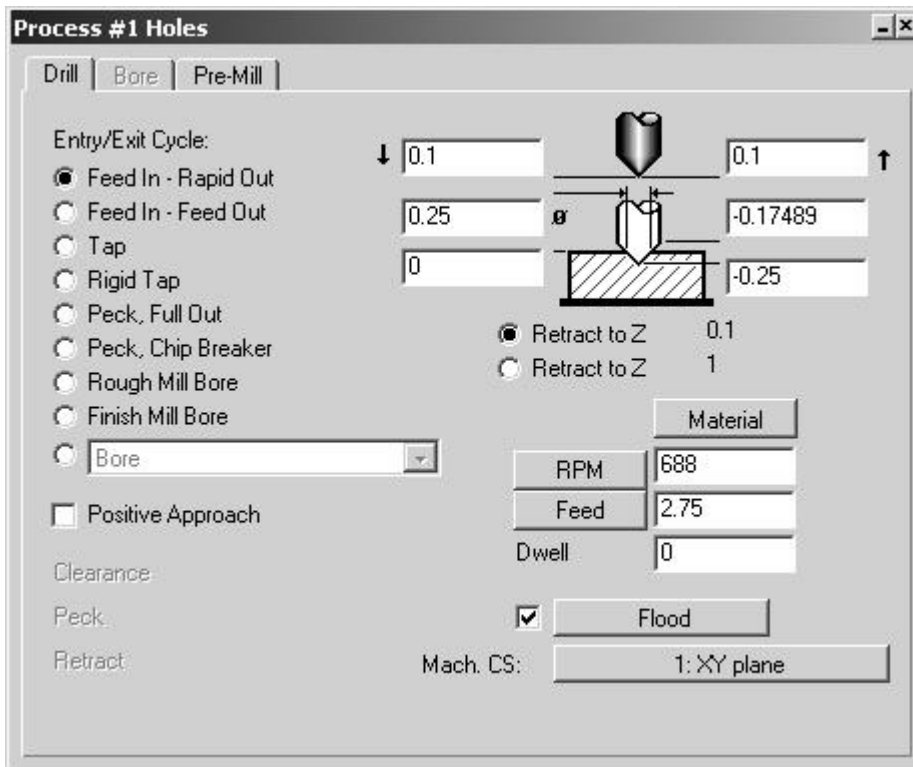 Process #1 Holes
Drill Bore Pre-Mill
Entry/Exit Cycle:
Feed In - Rapid Out
Feed In - Feed Out
Tap
Rigid Tap
Peck, Full Out
Peck, Chip Breaker
Rough Mill Bore
Finish Mill Bore
Bore
Positive Approach
Clearance
Peck
Retract
0.1 0.1
0.25 ø -0.17489
0 -0.25
Retract to Z 0.1
Retract to Z 1
Material
RPM 688
Feed 2.75
Dwell 0
Flood
Mach. CS: 1: XY plane